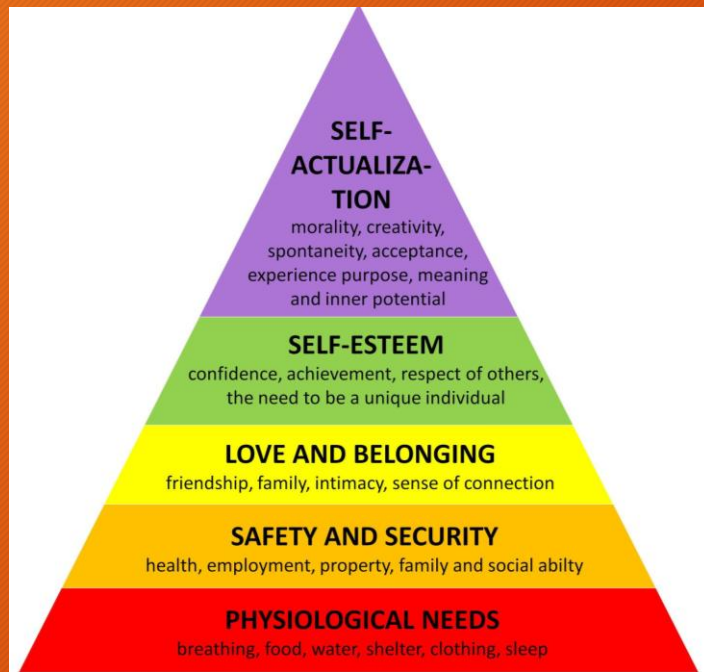 SELF-
ACTUALIZA-
TION
morality, creativity,
spontaneity, acceptance,
experience purpose, meaning
and inner potential
SELF-ESTEEM
confidence, achievement, respect of others,
the need to be a unique individual
LOVE AND BELONGING
friendship, family, intimacy, sense of connection
SAFETY AND SECURITY
health, employment, property, family and social abilty
PHYSIOLOGICAL NEEDS
breathing, food, water, shelter, clothing, sleep